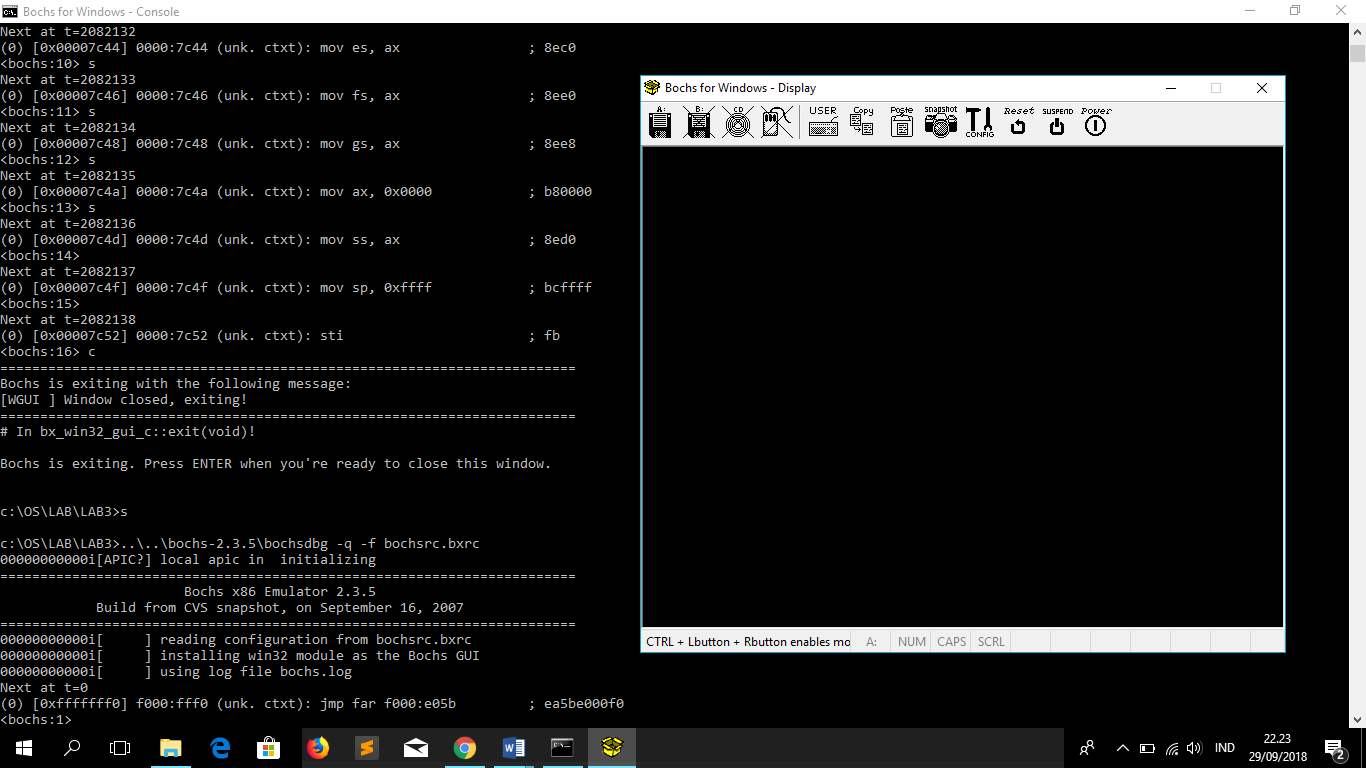 Bochs for Windows - Console
Next at t=2082132
(0) [0x00007c44] 0000:7c44 (unk. ctxt): mov es, ax ; 8ec0
<bochs:10> s
Next at t=2082133
(0) [0x00007c46] 0000:7c46 (unk. ctxt): mov fs, ax ; 8ee0
<bochs:11> s
Next at t=2082134
(0) [0x00007c48] 0000:7c48 (unk. ctxt): mov gs, ax ; 8ee8
<bochs:12> s
Next at t=2082135
(0) [0x00007c4a] 0000:7c4a (unk. ctxt): mov ax, 0x0000 ; b80000
<bochs:13> s
Next at t=2082136
(0) [0x00007c4d] 0000:7c4d (unk. ctxt): mov ss, ax ; 8ed0
<bochs:14>
Next at t=2082137
(0) [0x00007c4f] 0000:7c4f (unk. ctxt): mov sp, 0xffff ; bcffff
<bochs:15>
Next at t=2082138
(0) [0x00007c52] 0000:7c52 (unk. ctxt): sti ; fb
<bochs:16> c
========================================================================
Bochs is exiting with the following message:
[WGUI ] Window closed, exiting!
========================================================================
# In bx_win32_gui_c::exit(void)!
Bochs is exiting. Press ENTER when you're ready to close this window.
c:\OS\LAB\LAB3>s
c:\OS\LAB\LAB3>..\..\bochs-2.3.5\bochsdbg -q -f bochsrc.bxrc
00000000000i[APIC?] local apic in  initializing
========================================================================
Bochs x86 Emulator 2.3.5
Build from CVS snapshot, on September 16, 2007
========================================================================
00000000000i[     ] reading configuration from bochsrc.bxrc
00000000000i[     ] installing win32 module as the Bochs GUI
00000000000i[     ] using log file bochs.log
Next at t=0
(0) [0xfffffff0] f000:fff0 (unk. ctxt): jmp far f000:e05b ; ea5be000f0
<bochs:1>
Bochs for Windows - Display
A: B: CD USER Copy Paste snapshot CONFIG Reset SUSPEND Power
CTRL + Lbutton + Rbutton enables mo A: NUM CAPS SCRL
IND
22.23
29/09/2018
2